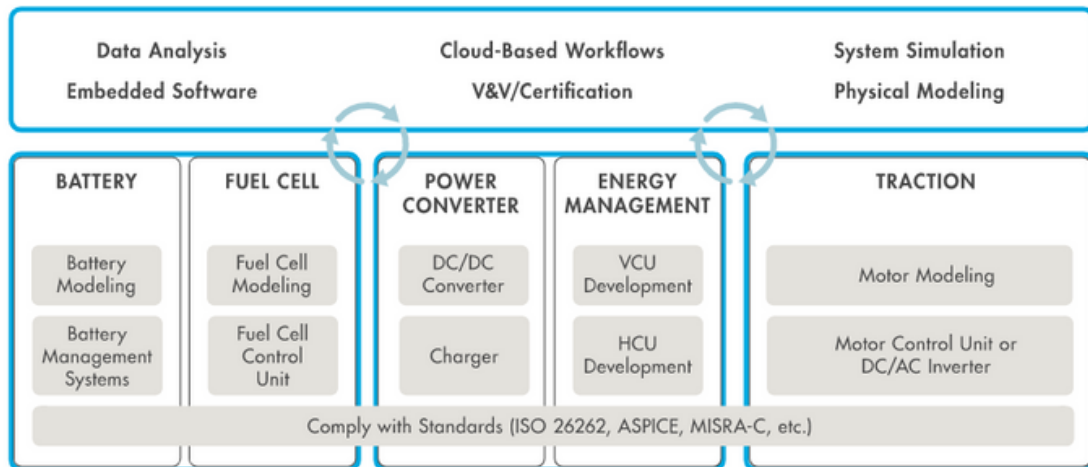 Data Analysis
Cloud-Based Workflows
System Simulation
Embedded Software
V&V/Certification
Physical Modeling
BATTERY
Battery
Modeling
Battery
Management
Systems
FUEL CELL
Fuel Cell
Modeling
Fuel Cell
Control
Unit
POWER
CONVERTER
DC/DC
Converter
Charger
ENERGY
MANAGEMENT
VCU
Development
HCU
Development
TRACTION
Motor Modeling
Motor Control Unit or
DC/AC Inverter
Comply with Standards (ISO 26262, ASPICE, MISRA-C, etc.)